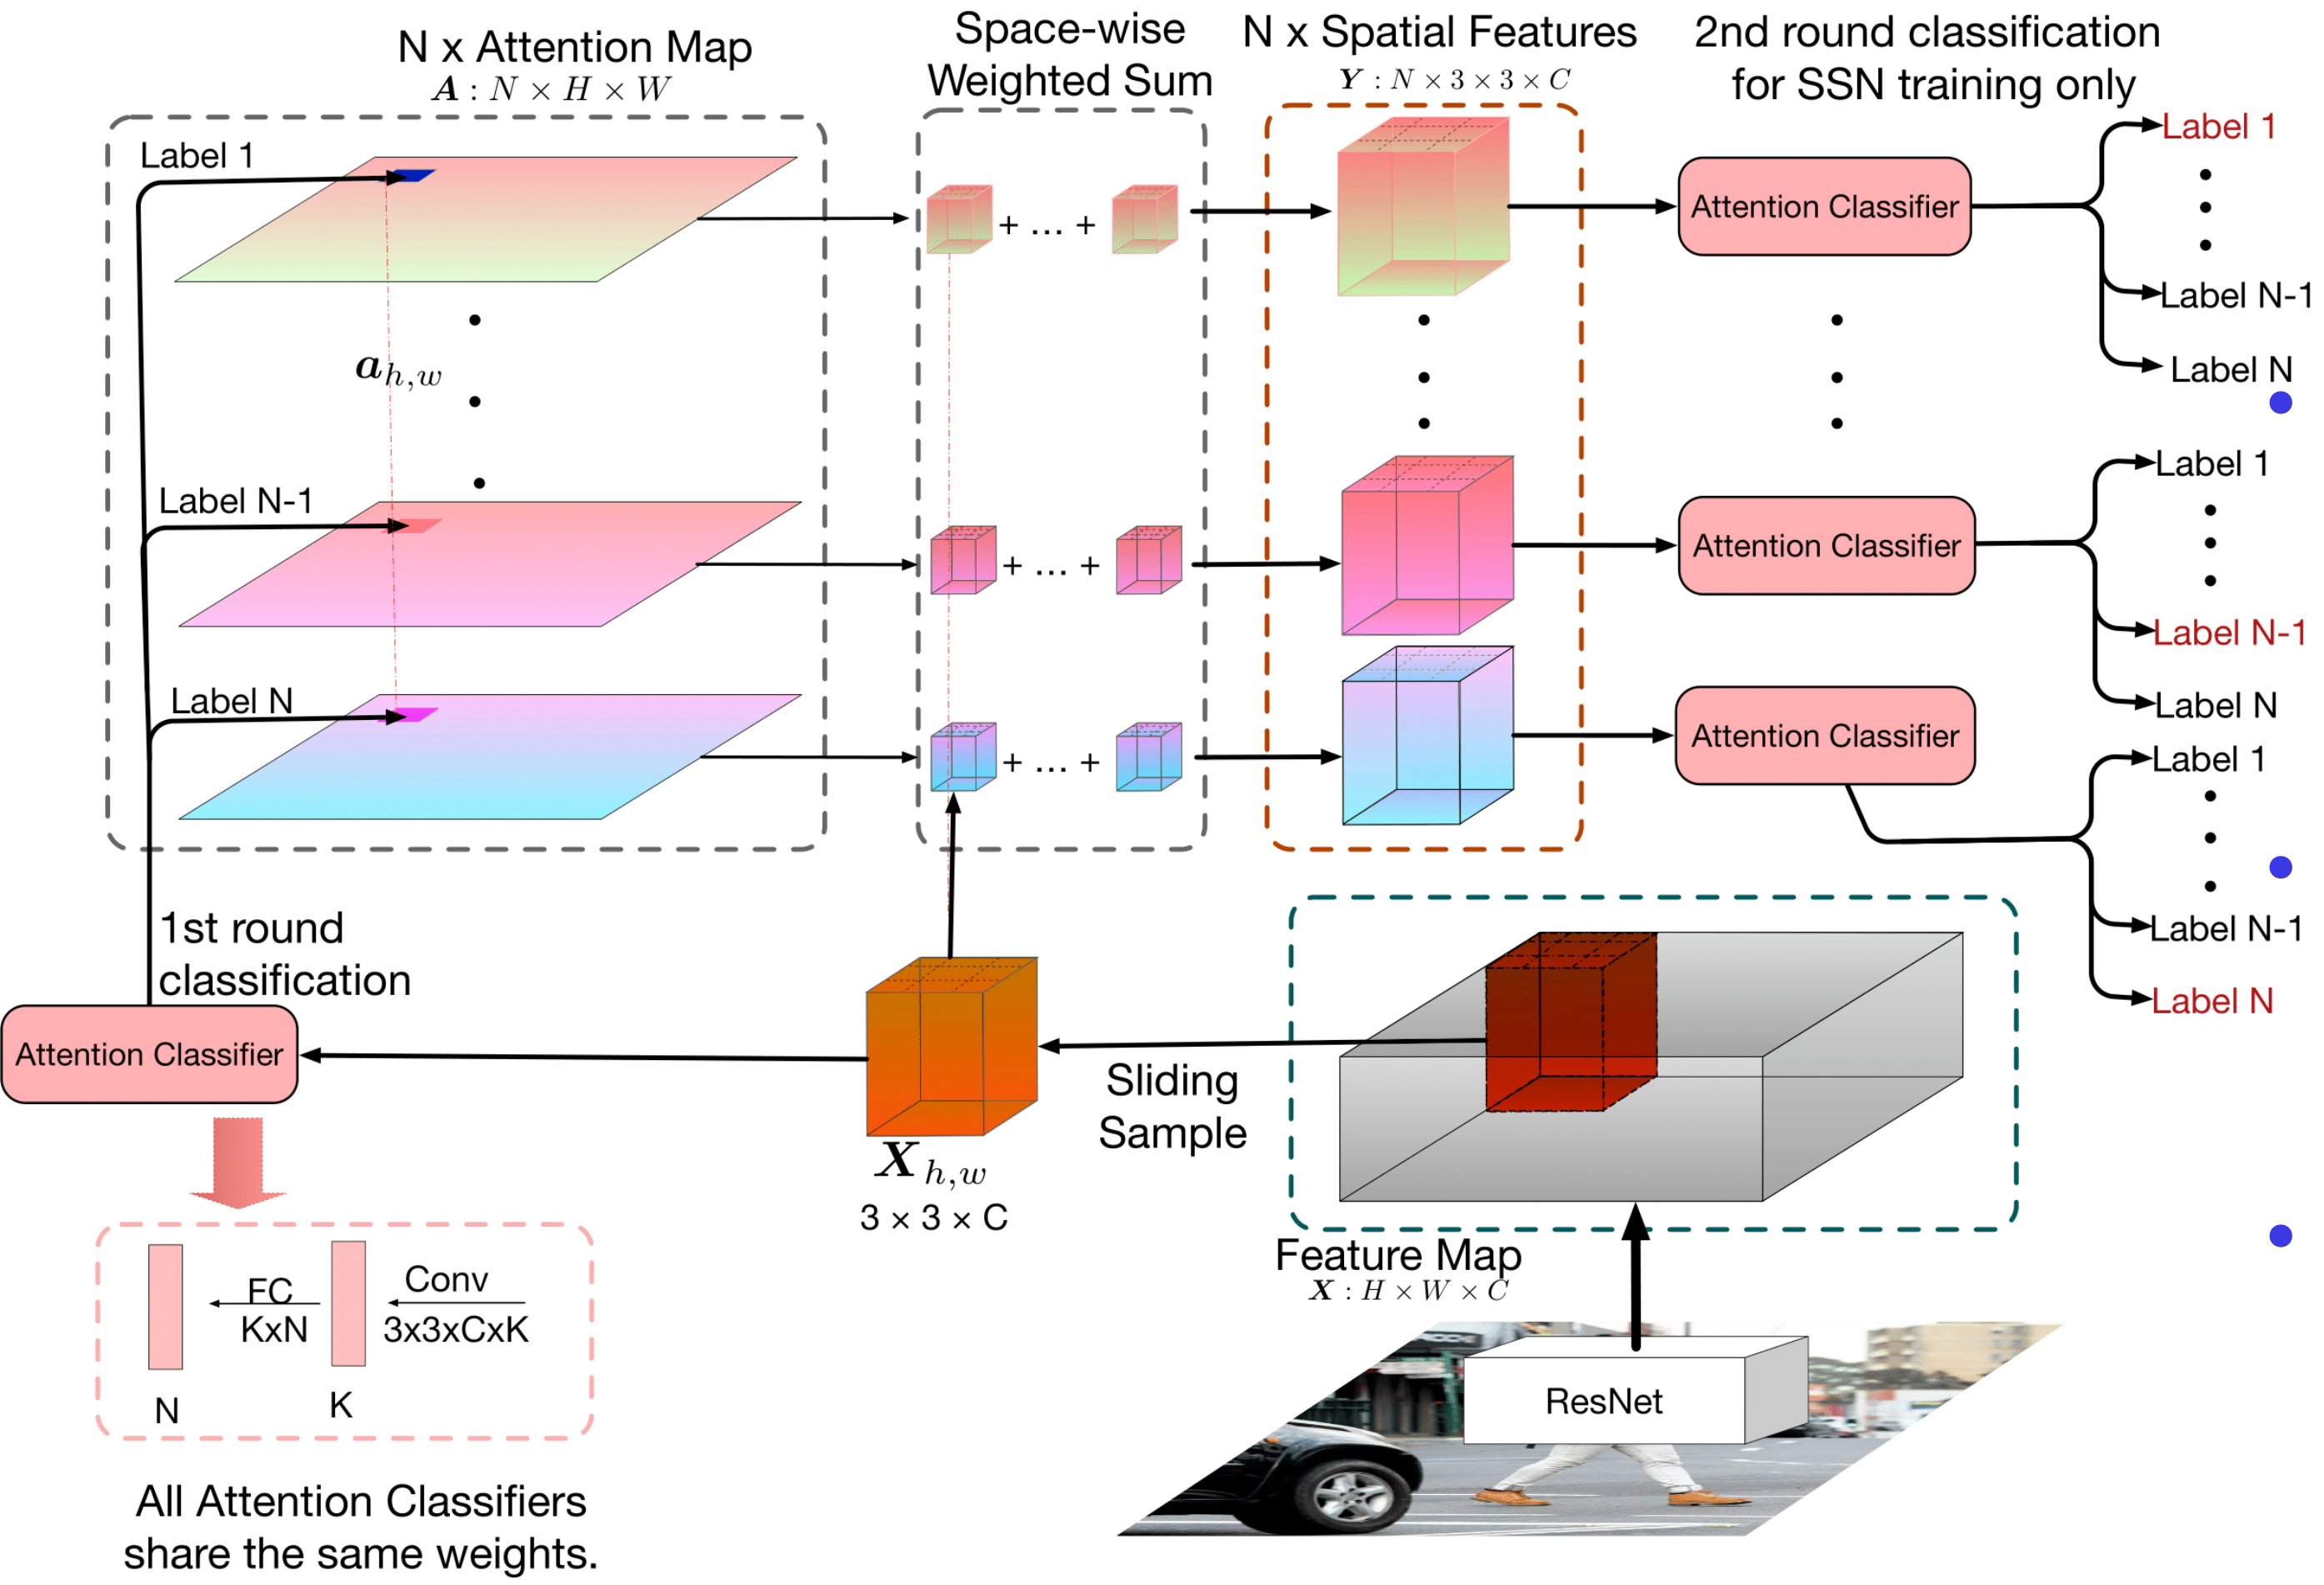 N x Attention Map
A : N × H × W
Space-wise
Weighted Sum
N x Spatial Features
Y : N × 3 × 3 × C
2nd round classification
for SSN training only
Label 1
Label N-1
Label N
a h,w
+ ... +
+ ... +
+ ... +
Attention Classifier
Label 1
Label N-1
Label N
Attention Classifier
Label 1
Label N-1
Label N
Attention Classifier
Label 1
Label N-1
Label N
1st round
classification
Attention Classifier
X h,w
3 × 3 × C
Sliding
Sample
Feature Map
X : H × W × C
ResNet
FC
KxN
Conv
3x3xCxK
N
K
All Attention Classifiers
share the same weights.